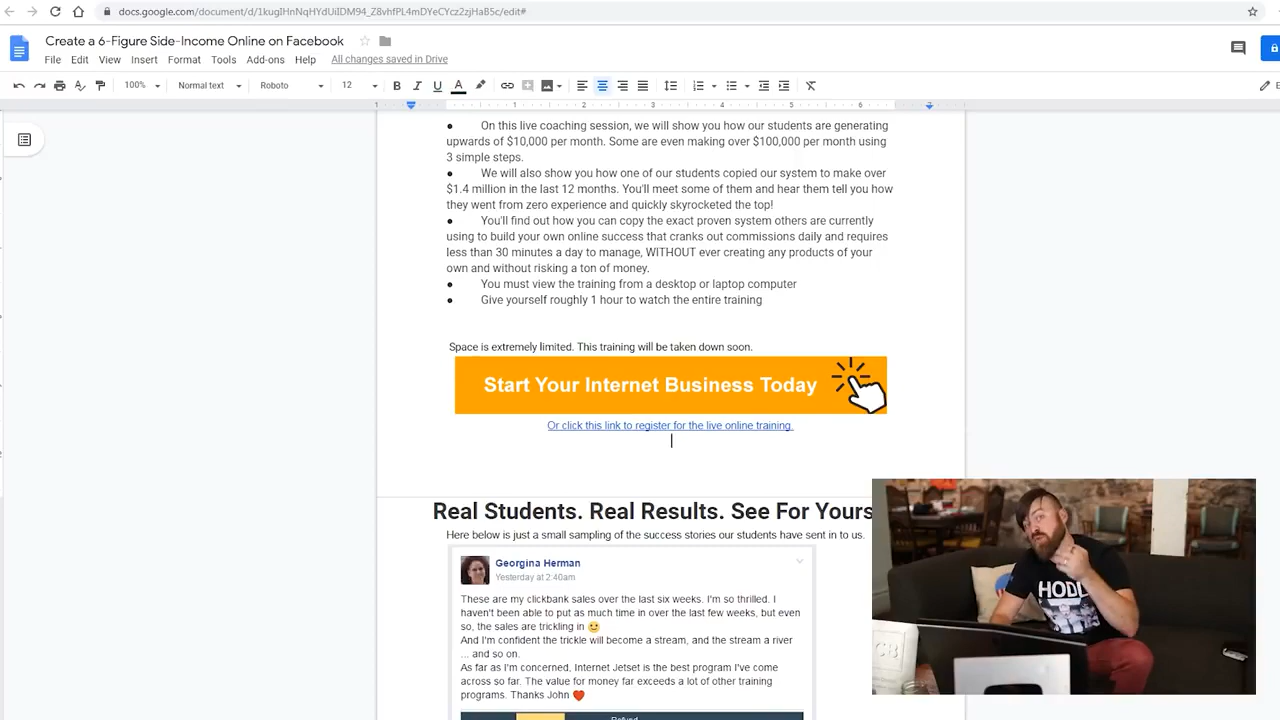 docs.google.com/document/d/1kugIHnNqHYdUiIDM94_Z8vhfPL4mDYeCYcz2zjHaB5c/edit#
Create a 6-Figure Side-Income Online on Facebook
File Edit View Insert Format Tools Add-ons Help All changes saved in Drive
100% Normal text Roboto 12 B I U A
1 1 2 3 4 5 6
● On this live coaching session, we will show you how our students are generating
upwards of $10,000 per month. Some are even making over $100,000 per month using
3 simple steps.
● We will also show you how one of our students copied our system to make over
$1.4 million in the last 12 months. You'll meet some of them and hear them tell you how
they went from zero experience and quickly skyrocketed the top!
● You'll find out how you can copy the exact proven system others are currently
using to build your own online success that cranks out commissions daily and requires
less than 30 minutes a day to manage, WITHOUT ever creating any products of your
own and without risking a ton of money.
● You must view the training from a desktop or laptop computer
● Give yourself roughly 1 hour to watch the entire training
Space is extremely limited. This training will be taken down soon.
Start Your Internet Business Today
Or click this link to register for the live online training.
Real Students. Real Results. See For Yours
Here below is just a small sampling of the success stories our students have sent in to us.
Georgina Herman
Yesterday at 2:40am
These are my clickbank sales over the last six weeks. I'm so thrilled. I
haven't been able to put as much time in over the last few weeks, but even
so, the sales are trickling in
And I'm confident the trickle will become a stream, and the stream a river
... and so on.
As far as I'm concerned, Internet Jetset is the best program I've come
across so far. The value for money far exceeds a lot of other training
programs. Thanks John
Refund
HODL